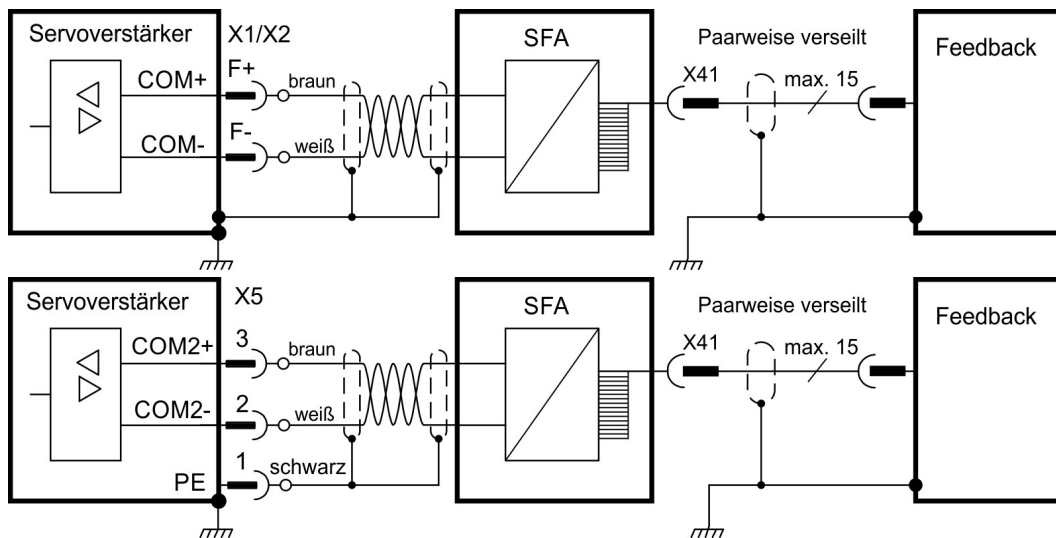 Servoverstärker
X1/X2
SFA
Paarweise verseilt
Feedback
COM+
F+
braun
X41
max. 15
COM-
F-
weiß
Servoverstärker
X5
SFA
Paarweise verseilt
Feedback
COM2+
3
braun
X41
max. 15
COM2-
2
weiß
PE
1
schwarz